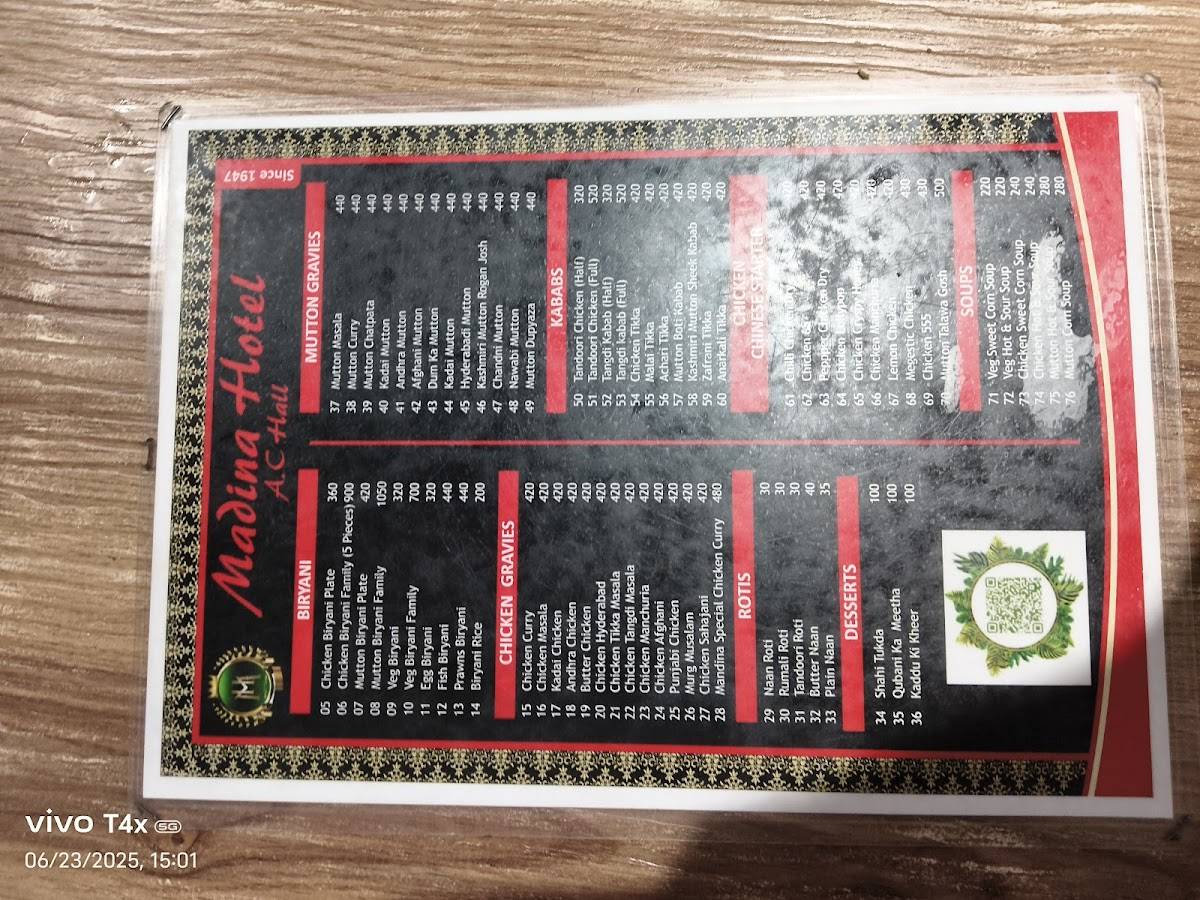 Madina Hotel
A.C Hall
Since 1947
BIRYANI
05 Chicken Biryani Plate 360
06 Chicken Biryani Family (5 Pieces) 900
07 Mutton Biryani Plate 420
08 Mutton Biryani Family 1050
09 Veg Biryani 320
10 Veg Biryani Family 700
11 Egg Biryani 320
12 Fish Biryani 440
13 Prawns Biryani 440
14 Biryani Rice 200
CHICKEN GRAVIES
15 Chicken Curry 420
16 Chicken Masala 420
17 Kadai Chicken 420
18 Andhra Chicken 420
19 Butter Chicken 420
20 Chicken Hyderabad 420
21 Chicken Tikka Masala 420
22 Chicken Tangdi Masala 420
23 Chicken Manchuria 420
24 Chicken Afghani 420
25 Punjabi Chicken 420
26 Murg Musalam 420
27 Chicken Sahajani 420
28 Mandina Special Chicken Curry 480
ROTIS
29 Naan Roti 30
30 Rumali Roti 30
31 Tandoori Roti 30
32 Butter Naan 40
33 Plain Naan 35
DESSERTS
34 Shahi Tukda 100
35 Qubani Ka Meetha 100
36 Kaddu Ki Kheer 100
MUTTON GRAVIES
37 Mutton Masala 440
38 Mutton Curry 440
39 Mutton Chatpata 440
40 Kadai Mutton 440
41 Andhra Mutton 440
42 Afghani Mutton 440
43 Dum Ka Mutton 440
44 Kadai Mutton 440
45 Hyderabadi Mutton 440
46 Kashmiri Mutton Rogan Josh 440
47 Chandni Mutton 440
48 Nawabi Mutton 440
49 Mutton Dupyaza 440
KABABS
50 Tandoori Chicken (Half) 320
51 Tandoori Chicken (Full) 520
52 Tangdi Kabab (Half) 320
53 Tangdi kabab (Full) 520
54 Chicken Tikka 420
55 Malai Tikka 420
56 Achari Tikka 420
57 Mutton Boti Kabab 420
58 Kashmiri Mutton Sheek Kabab 420
59 Zafrani Tikka 420
60 Anarkali Tikka 420
CHICKEN
CHINESE STARTER
61 Chilli
62 Chicken 420
63 Pepper Chicken Dry 420
64 Chicken 420
65 Chicken
66 Chicken 420
67 Lemon Chicken 420
68 Chicken 430
69 Chicken 555 430
70 Mutton Talawa Gosh 500
SOUPS
71 Veg Sweet Corn Soup 220
72 Veg Hot & Sour Soup 220
73 Chicken Sweet Corn Soup 240
74 Chicken Soup 240
75 Mutton 280
76 Mutton Corn Soup 280
vivo T4x 5G
06/23/2025, 15:01